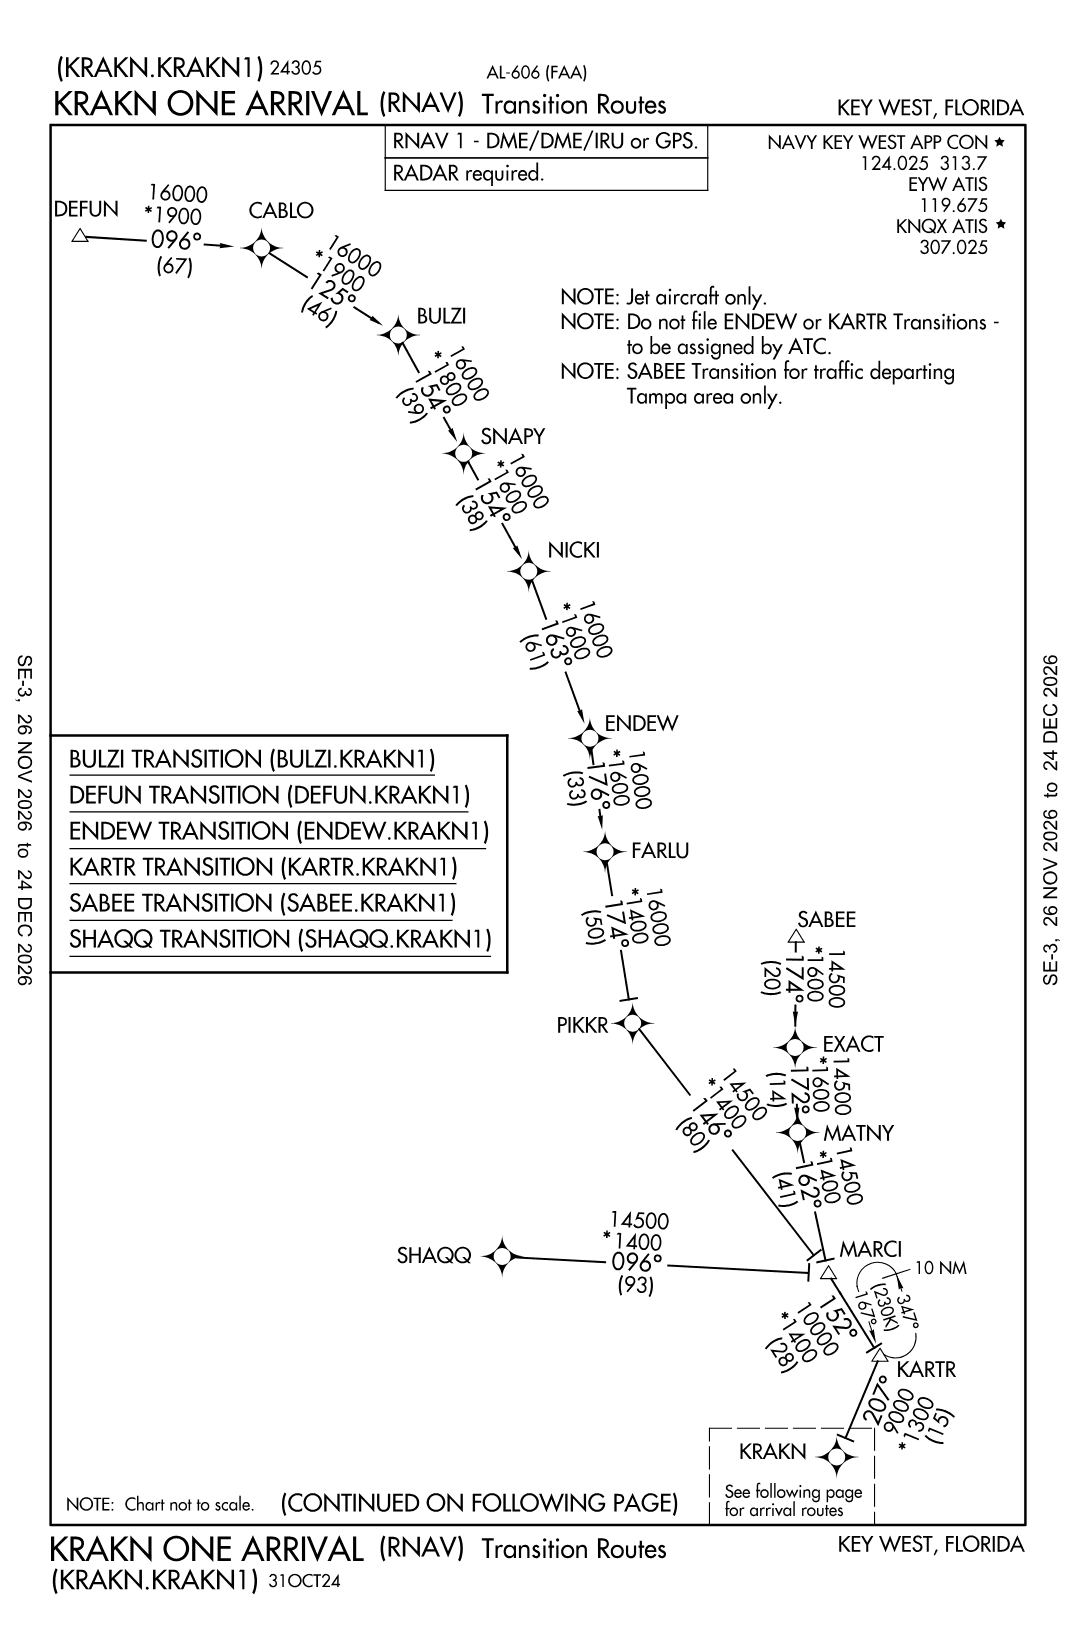 (KRAKN.KRAKN1) 24305
AL-606 (FAA)
KRAKN ONE ARRIVAL (RNAV) Transition Routes
KEY WEST, FLORIDA
RNAV 1 - DME/DME/IRU or GPS.
RADAR required.
NAVY KEY WEST APP CON ★
124.025 313.7
EYW ATIS
119.675
KNQX ATIS ★
307.025
DEFUN
16000
*1900
096°
(67)
CABLO
16000
*1900
125°
(46)
BULZI
NOTE: Jet aircraft only.
NOTE: Do not file ENDEW or KARTR Transitions -
to be assigned by ATC.
NOTE: SABEE Transition for traffic departing
Tampa area only.
16000
*1800
154°
(39)
SNAPY
16000
*1600
154°
(38)
NICKI
16000
*1600
163°
(61)
ENDEW
16000
*1600
176°
(33)
FARLU
16000
*1400
174°
(50)
PIKKR
BULZI TRANSITION (BULZI.KRAKN1)
DEFUN TRANSITION (DEFUN.KRAKN1)
ENDEW TRANSITION (ENDEW.KRAKN1)
KARTR TRANSITION (KARTR.KRAKN1)
SABEE TRANSITION (SABEE.KRAKN1)
SHAQQ TRANSITION (SHAQQ.KRAKN1)
SABEE
14500
*1600
174°
(20)
EXACT
14500
*1600
172°
(14)
MATNY
14500
*1400
162°
(41)
14500
*1400
146°
(80)
SHAQQ
14500
*1400
096°
(93)
MARCI
10 NM
347°
(230K)
167°
152°
10000
*1400
(28)
KARTR
207°
9000
*1300
(15)
KRAKN
See following page
for arrival routes
NOTE: Chart not to scale.
(CONTINUED ON FOLLOWING PAGE)
KRAKN ONE ARRIVAL (RNAV) Transition Routes
KEY WEST, FLORIDA
(KRAKN.KRAKN1) 31OCT24
SE-3, 26 NOV 2026 to 24 DEC 2026
SE-3, 26 NOV 2026 to 24 DEC 2026